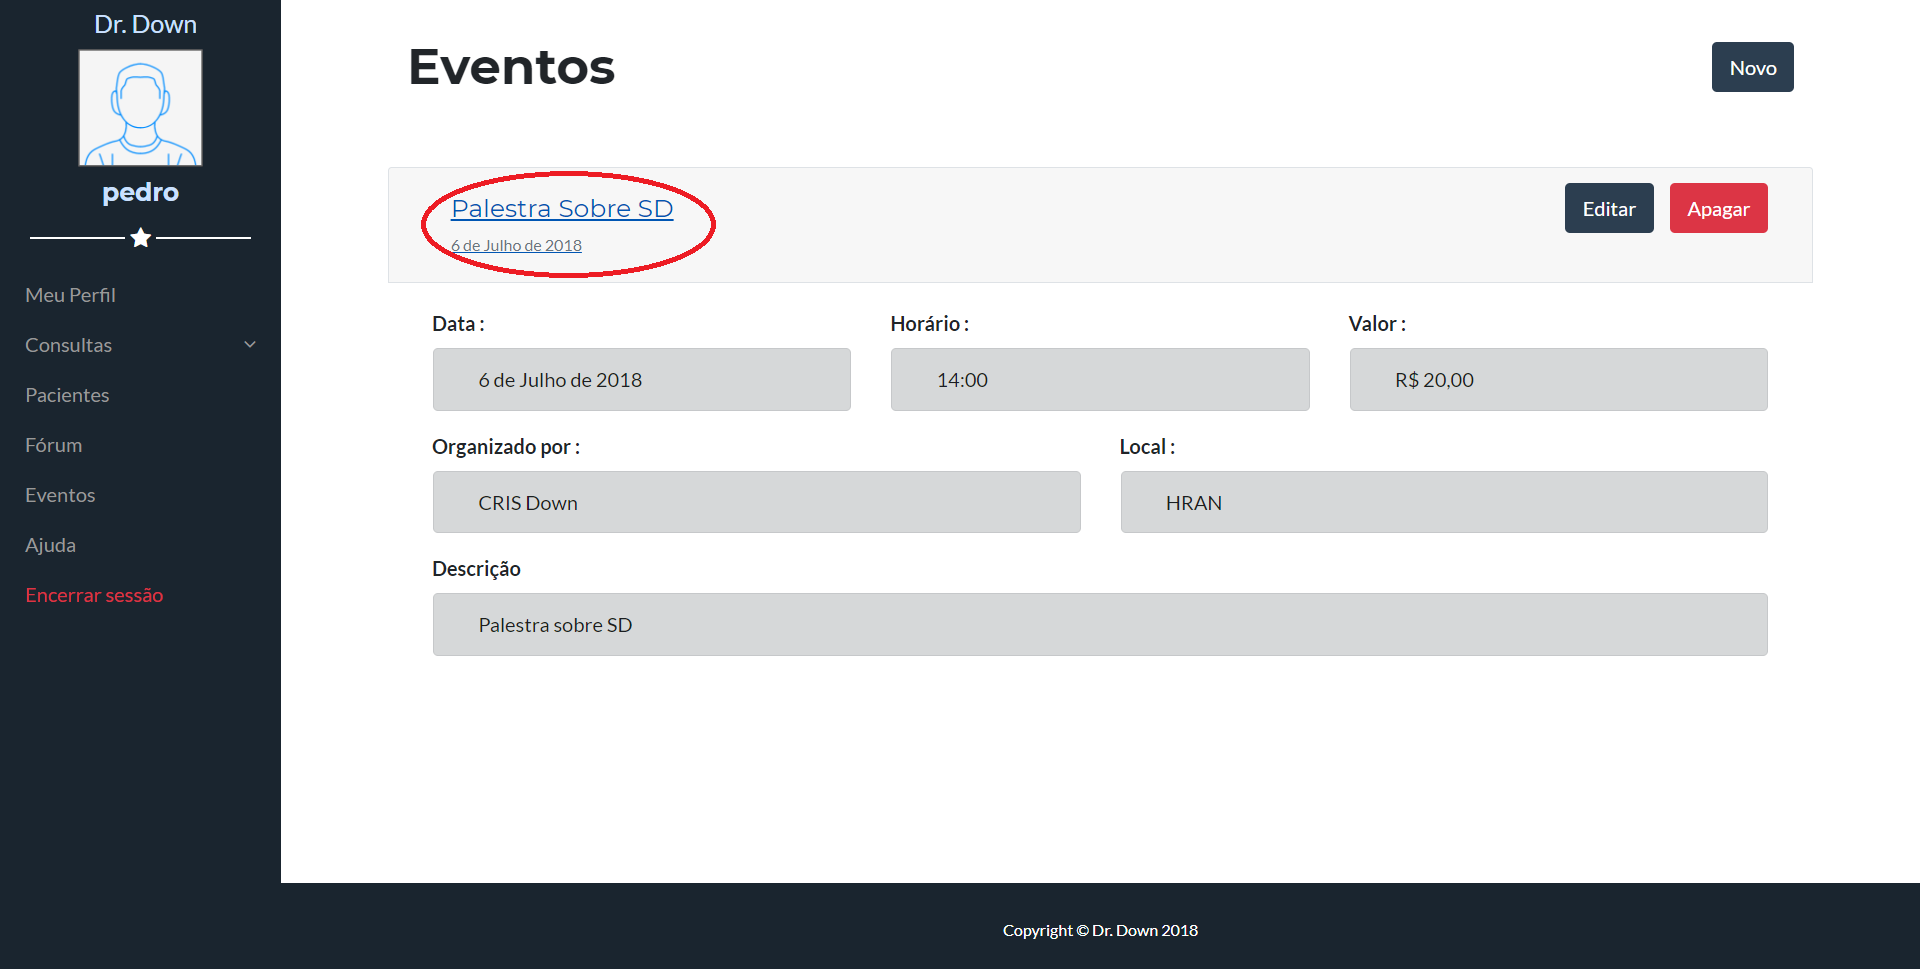 Dr. Down
pedro
Meu Perfil
Consultas
Pacientes
Fórum
Eventos
Ajuda
Encerrar sessão
Eventos
Novo
Palestra Sobre SD
6 de Julho de 2018
Editar
Apagar
Data :
Horário :
Valor :
6 de Julho de 2018
14:00
R$ 20,00
Organizado por :
Local :
CRIS Down
HRAN
Descrição
Palestra sobre SD
Copyright © Dr. Down 2018